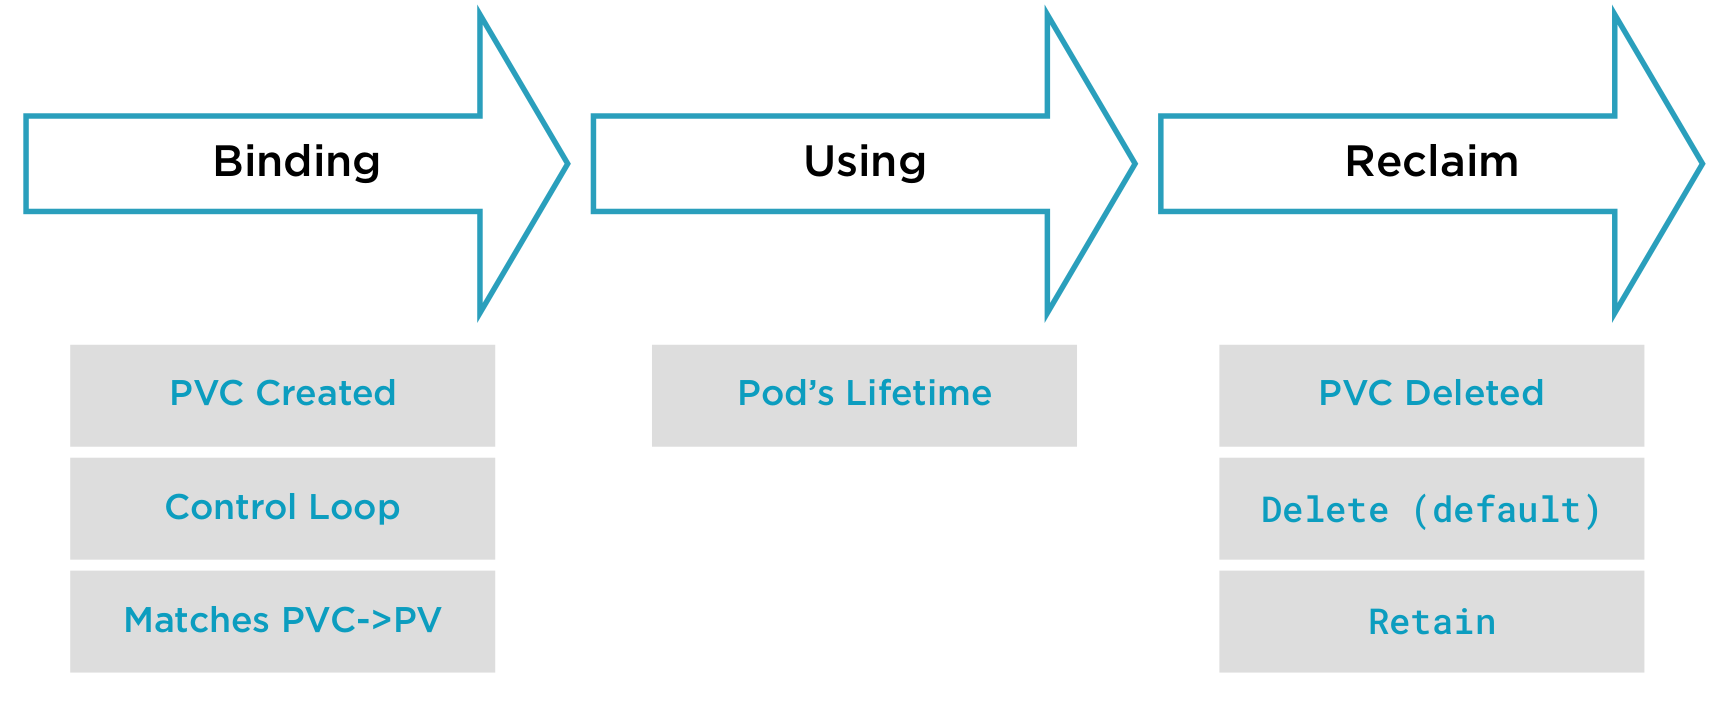 Binding
Using
Reclaim
PVC Created
Control Loop
Matches PVC->PV
Pod’s Lifetime
PVC Deleted
Delete (default)
Retain